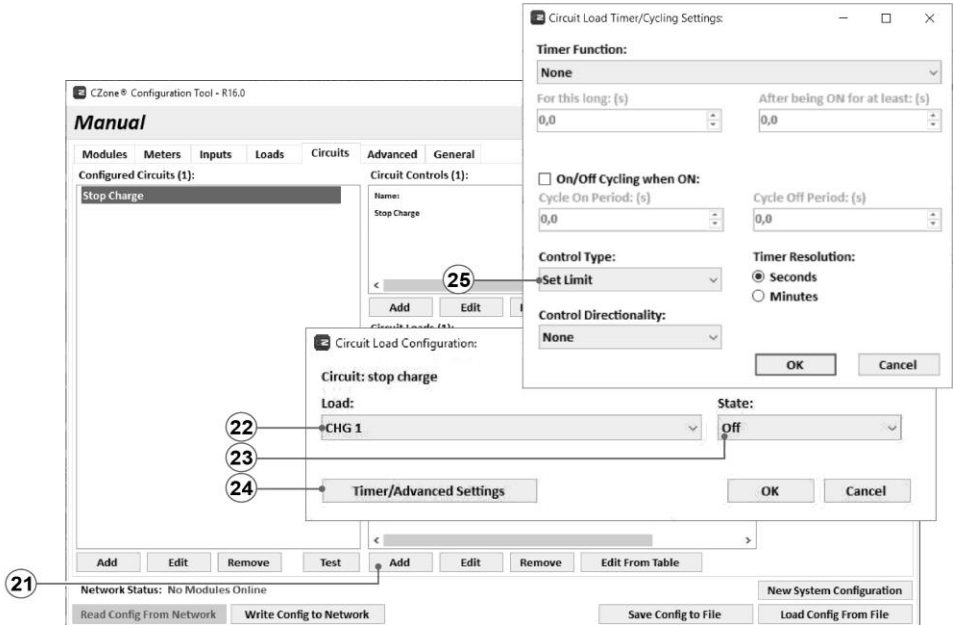 Circuit Load Timer/Cycling Settings:
Timer Function:
None
For this long: (s)
After being ON for at least: (s)
0,0
0,0
On/Off Cycling when ON:
Cycle On Period: (s)
Cycle Off Period: (s)
0,0
0,0
Control Type:
Timer Resolution:
25
Set Limit
Seconds
Minutes
Control Directionality:
None
OK
Cancel
CZone® Configuration Tool - R16.0
Manual
Modules Meters Inputs Loads Circuits Advanced General
Configured Circuits (1):
Circuit Controls (1):
Stop Charge
Name:
Stop Charge
Add
Edit
Circuit Loads (1):
Circuit Load Configuration:
Circuit: stop charge
Load:
State:
22
CHG 1
Off
23
24
Timer/Advanced Settings
OK
Cancel
Add
Edit
Remove
Test
Add
Edit
Remove
Edit From Table
21
Network Status: No Modules Online
New System Configuration
Read Config From Network
Write Config to Network
Save Config to File
Load Config From File